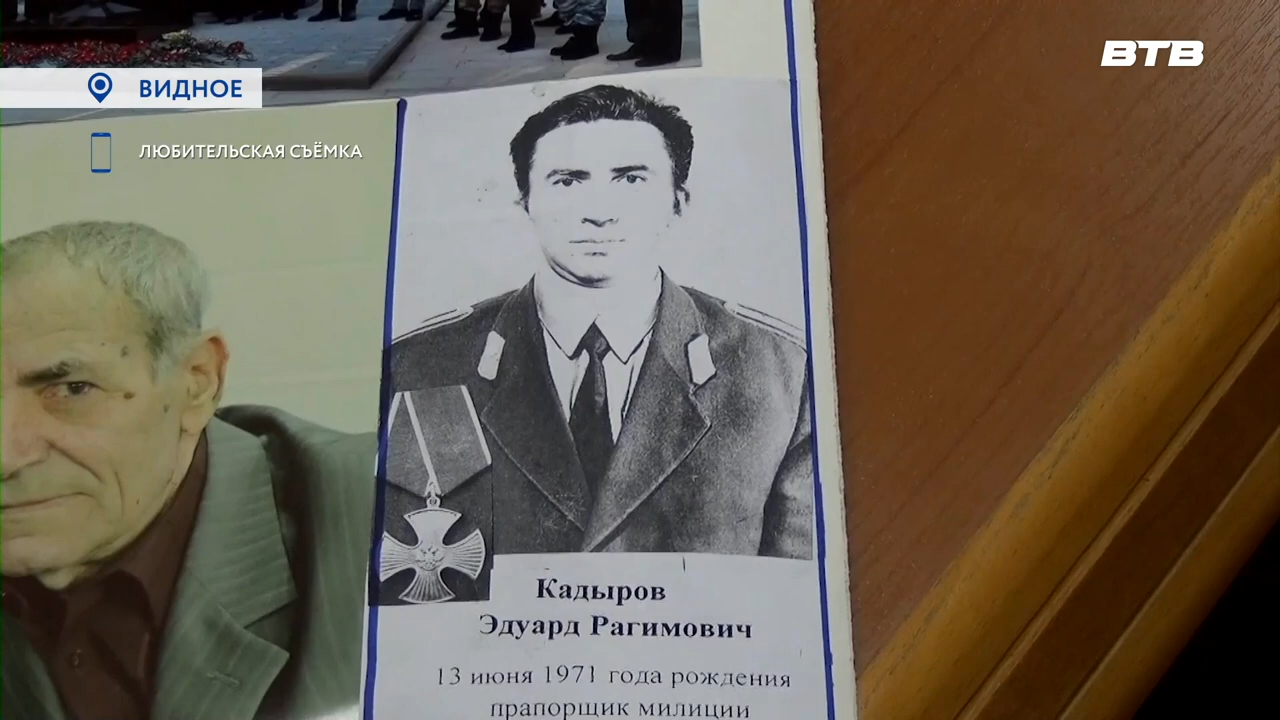 ВТВ
ВИДНОЕ
ЛЮБИТЕЛЬСКАЯ СЪЁМКА
Кадыров
Эдуард Рагимович
13 июня 1971 года рождения
прапорщик милиции